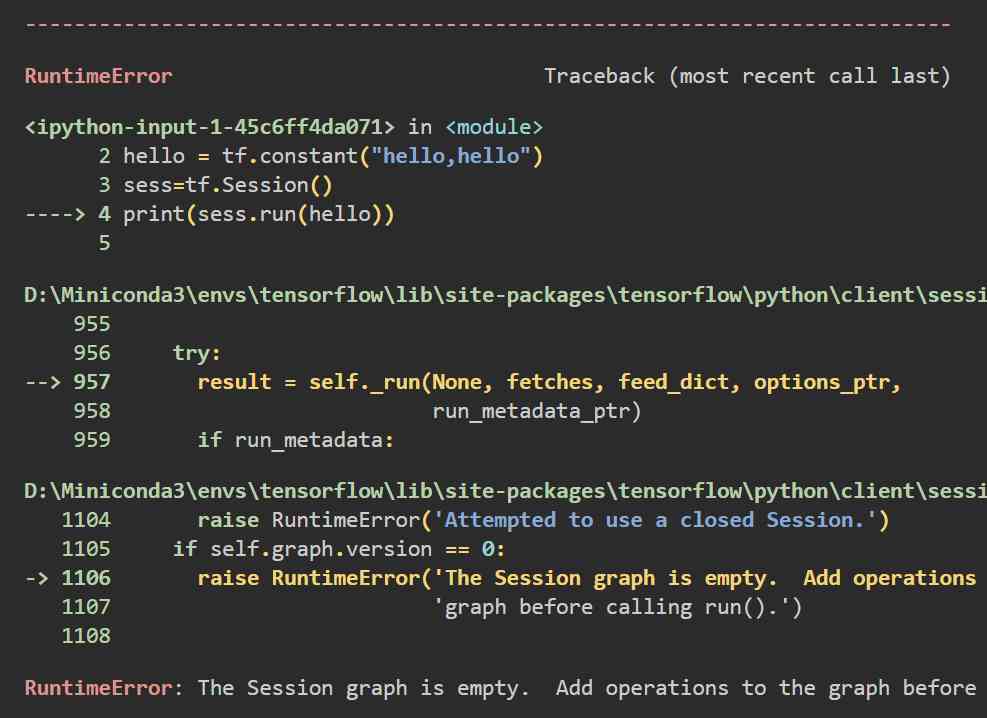 ---------------------------------------------------------------------------
RuntimeError                              Traceback (most recent call last)
<ipython-input-1-45c6ff4da071> in <module>
      2 hello = tf.constant("hello,hello")
      3 sess=tf.Session()
----> 4 print(sess.run(hello))
      5
D:\Miniconda3\envs\tensorflow\lib\site-packages\tensorflow\python\client\sessi
    955
    956     try:
--> 957       result = self._run(None, fetches, feed_dict, options_ptr,
    958                          run_metadata_ptr)
    959       if run_metadata:
D:\Miniconda3\envs\tensorflow\lib\site-packages\tensorflow\python\client\sessi
   1104       raise RuntimeError('Attempted to use a closed Session.')
   1105     if self.graph.version == 0:
-> 1106       raise RuntimeError('The Session graph is empty.  Add operations
   1107                          'graph before calling run().')
   1108
RuntimeError: The Session graph is empty.  Add operations to the graph before